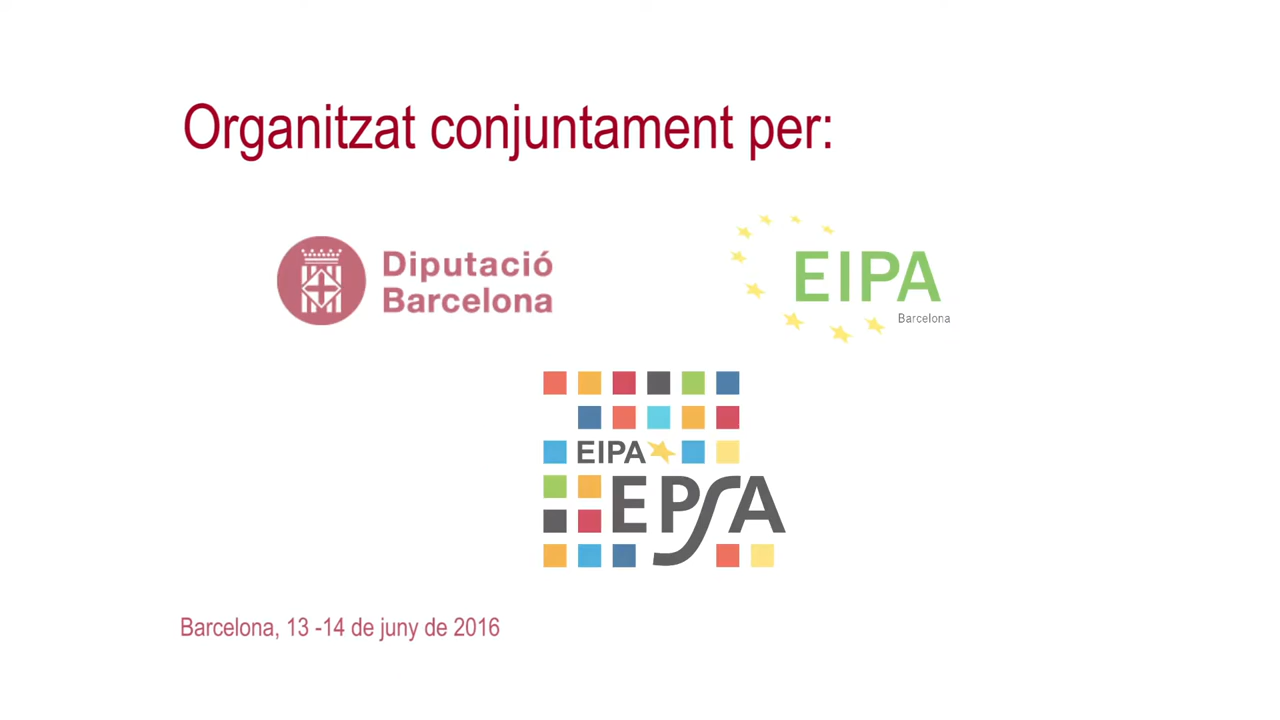 Organitzat conjuntament per:
Diputació
Barcelona
EIPA
Barcelona
EIPA
EPSA
Barcelona, 13 -14 de juny de 2016